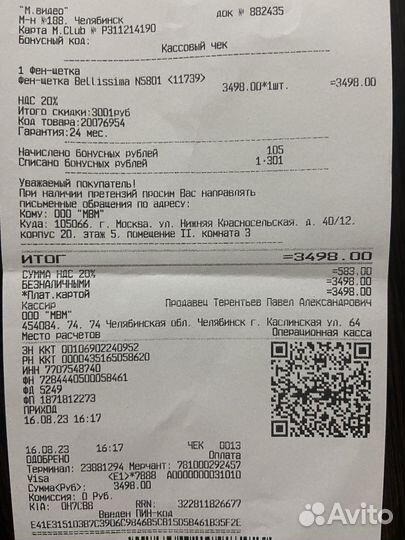 "М.видео" ДОК № 882435
М-н №188. Челябинск
Карта M.Club № P311214190
Бонусный код:
Кассовый чек
1 Фен-щетка
Фен-щетка Bellissima N5801 <11739>
3498.00*1шт. =3498.00
НДС 20%
Итого скидки:3001руб
Код товара:20076954
Гарантия:24 мес.
Начислено бонусных рублей 105
Списано бонусных рублей 1-301
Уважаемый покупатель!
При наличии претензий просим Вас направлять
письменные обращения по адресу:
Кому: ООО "МВМ"
Куда: 105066. г. Москва. ул. Нижняя Красносельская. д. 40/12.
корпус 20. этаж 5. помещение II. комната 3
ИТОГ =3498.00
СУММА НДС 20% =583.00
БЕЗНАЛИЧНЫМИ =3498.00
*Плат.картой =3498.00
Кассир Продавец Терентьев Павел Александрович
ООО "МВМ"
454084. 74. 74 Челябинская обл. Челябинск г. Каслинская ул. 64
Место расчетов Операционная касса
ЗН ККТ 00106902240952
РН ККТ 0000435165058620
ИНН 7707548740
ФН 7284440500058461
ФД 5249
ФП 1871812273
ПРИХОД
16.08.23 16:17
16.08.23 16:17 ЧЕК 0013
ОДОБРЕНО Оплата
Терминал: 23881294 Мерчант: 781000292457
Visa <E1>*7888 A0000000031010
Сумма<Руб>: 3498.00
Комиссия: 0 Руб.
КIA: 0H7CB8 RRN: 322811826677
Введен ПИН-код
E41E31510387C3906C984685CB15D5B461B35F2E
Avito